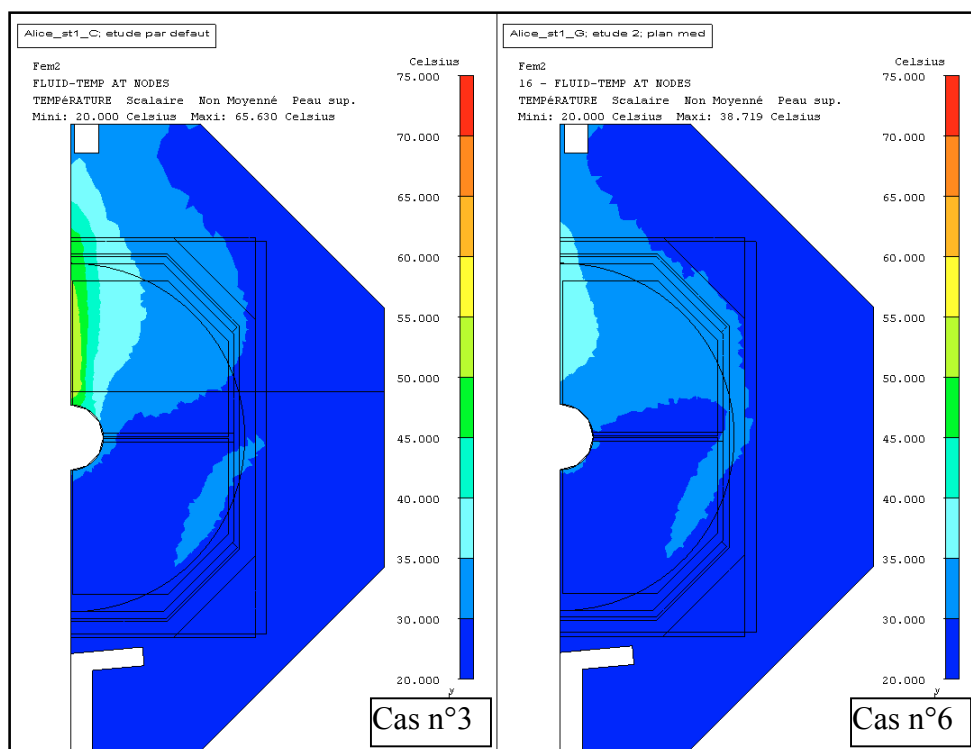 Alice_st1_C; etude par defaut
Fem2
FLUID-TEMP AT NODES
TEMPéRATURE Scalaire Non Moyenné Peau sup.
Mini: 20.000 Celsius Maxi: 65.630 Celsius
Celsius
75.000
70.000
65.000
60.000
55.000
50.000
45.000
40.000
35.000
30.000
20.000
y
Cas n°3
Alice_st1_G; etude 2; plan med
Fem2
16 - FLUID-TEMP AT NODES
TEMPéRATURE Scalaire Non Moyenné Peau sup.
Mini: 20.000 Celsius Maxi: 38.719 Celsius
Celsius
75.000
70.000
65.000
60.000
55.000
50.000
45.000
40.000
35.000
30.000
20.000
y
Cas n°6